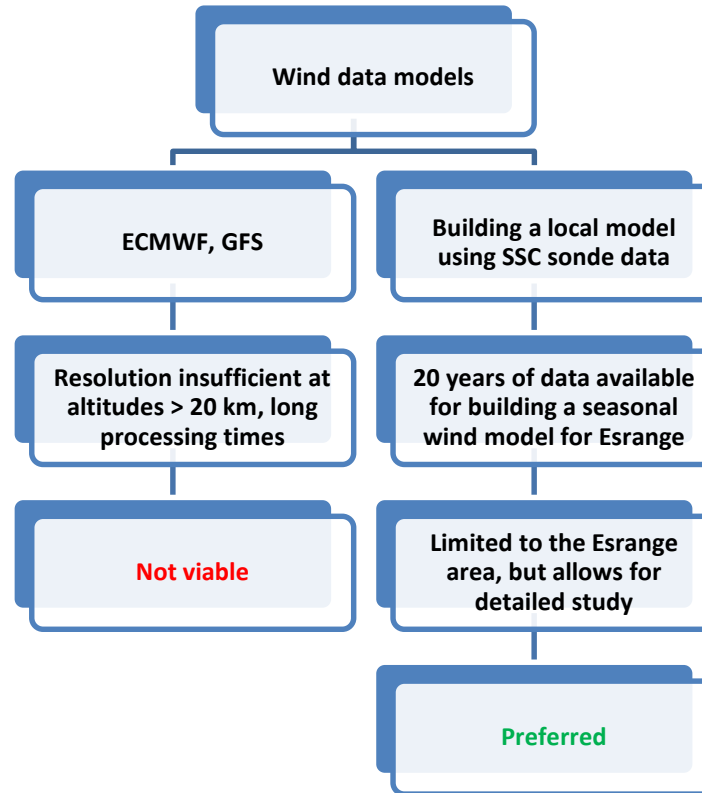 Wind data models
ECMWF, GFS
Resolution insufficient at
altitudes > 20 km, long
processing times
Not viable
Building a local model
using SSC sonde data
20 years of data available
for building a seasonal
wind model for Esrange
Limited to the Esrange
area, but allows for
detailed study
Preferred